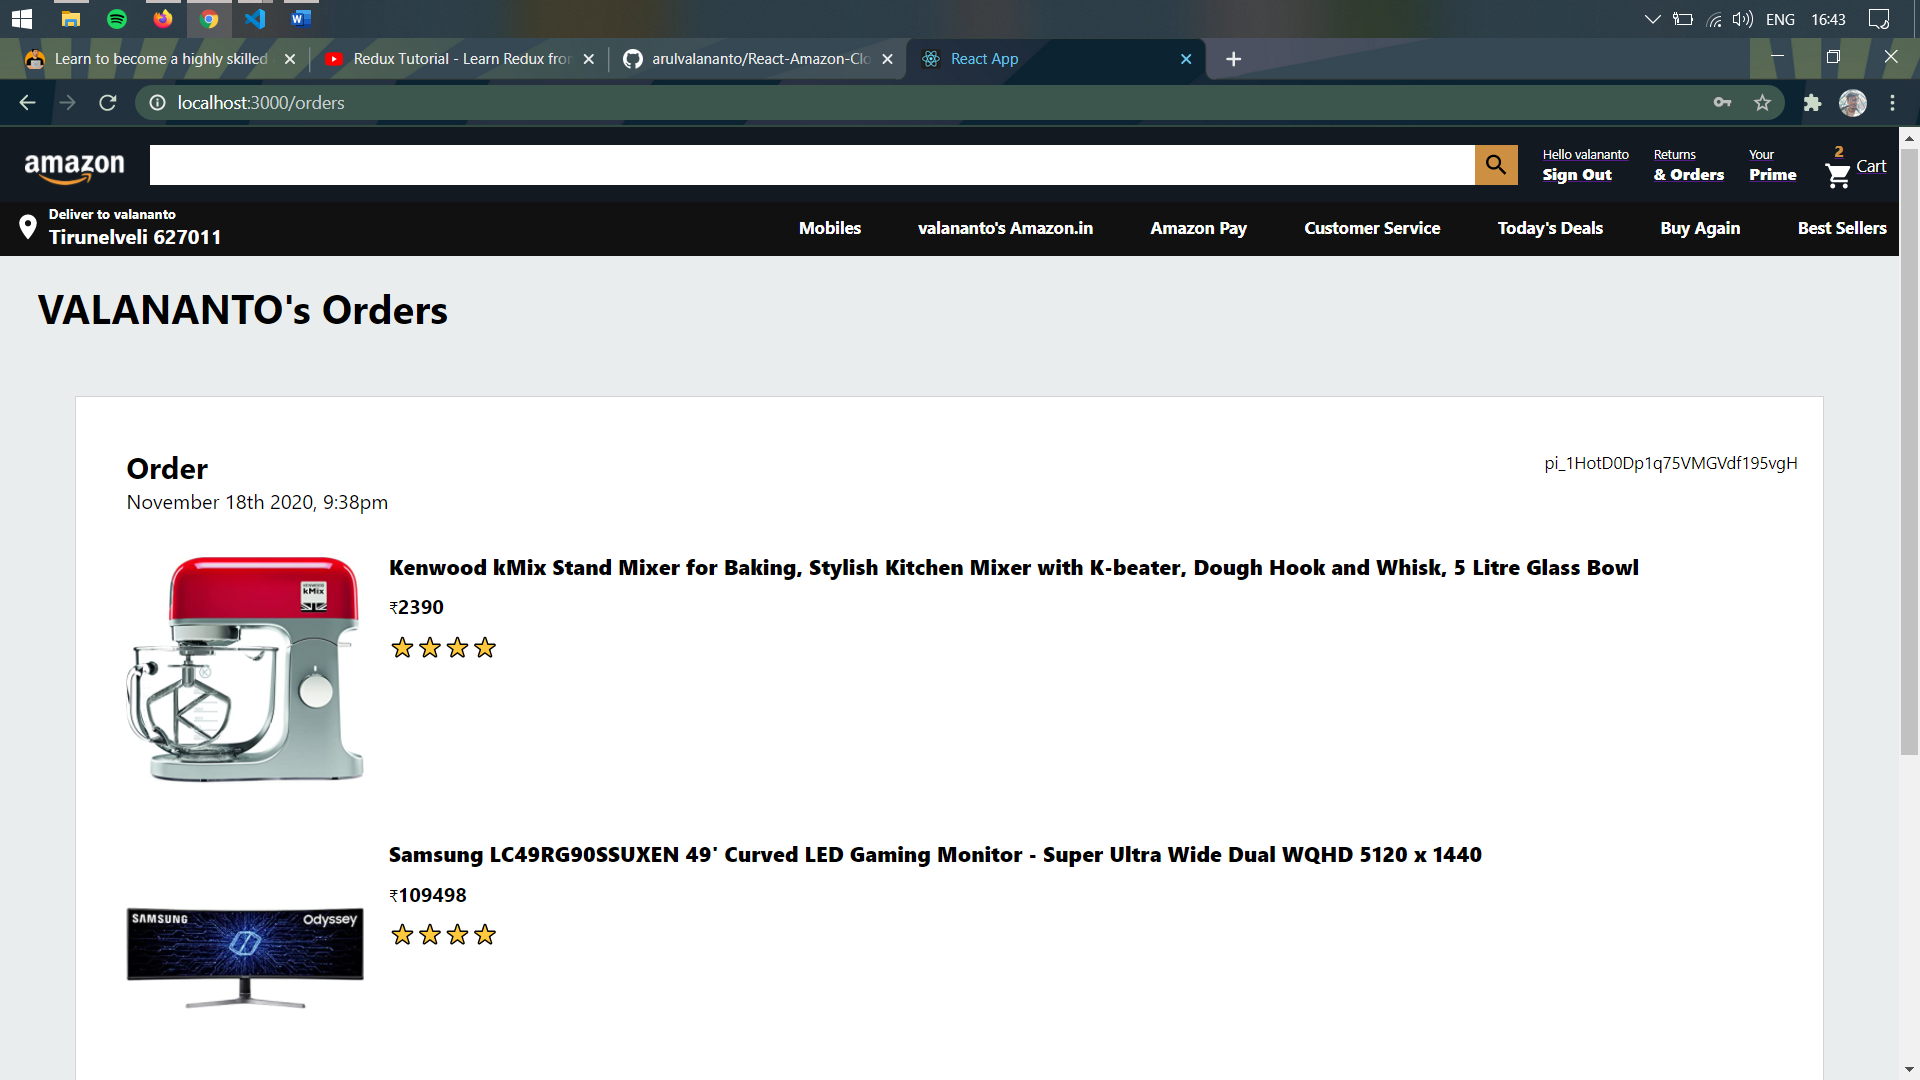 ENG 16:43
Learn to become a highly skilled
Redux Tutorial - Learn Redux fror
arulvalananto/React-Amazon-Clo
React App
localhost:3000/orders
amazon
Hello valananto
Sign Out
Returns
& Orders
Your
Prime
2
Cart
Deliver to valananto
Tirunelveli 627011
Mobiles
valananto's Amazon.in
Amazon Pay
Customer Service
Today's Deals
Buy Again
Best Sellers
VALANANTO's Orders
Order
pi_1HotD0Dp1q75VMGVdf195vgH
November 18th 2020, 9:38pm
KENWOOD
kMix
Kenwood kMix Stand Mixer for Baking, Stylish Kitchen Mixer with K-beater, Dough Hook and Whisk, 5 Litre Glass Bowl
₹2390
Samsung LC49RG90SSUXEN 49' Curved LED Gaming Monitor - Super Ultra Wide Dual WQHD 5120 x 1440
₹109498
SAMSUNG
Odyssey